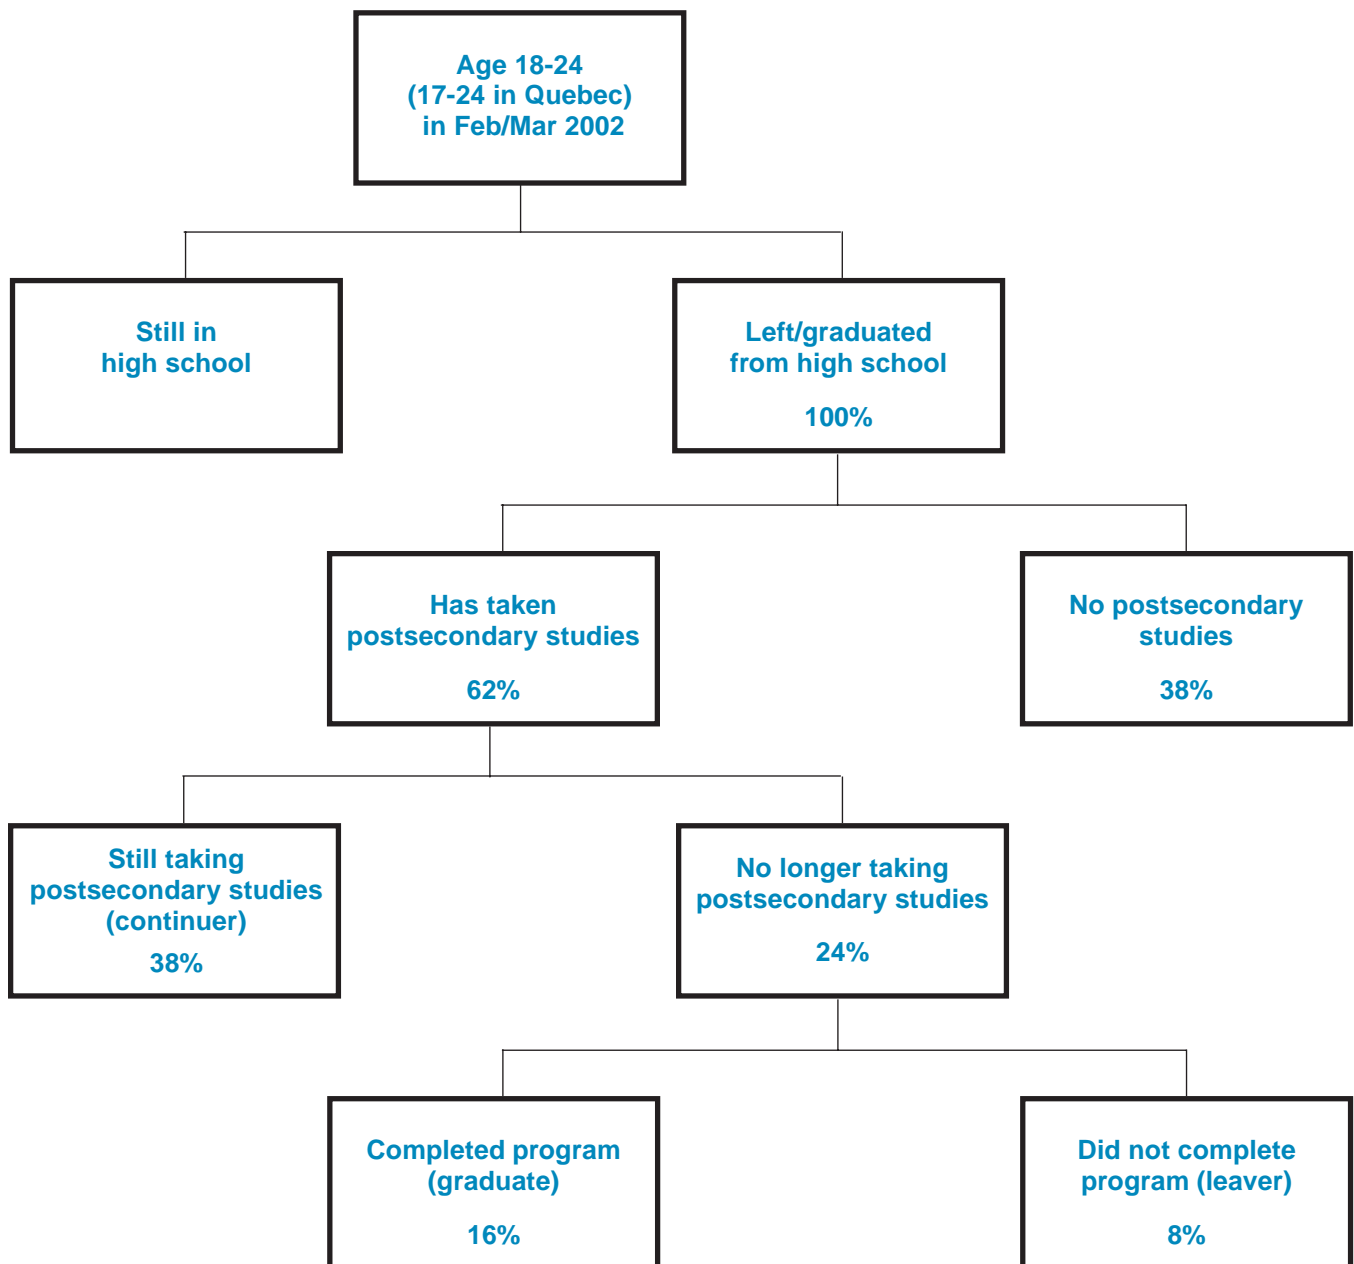 Age 18-24
(17-24 in Quebec)
in Feb/Mar 2002
Still in
high school
Left/graduated
from high school
100%
Has taken
postsecondary studies
62%
No postsecondary
studies
38%
Still taking
postsecondary studies
(continuer)
38%
No longer taking
postsecondary studies
24%
Completed program
(graduate)
16%
Did not complete
program (leaver)
8%